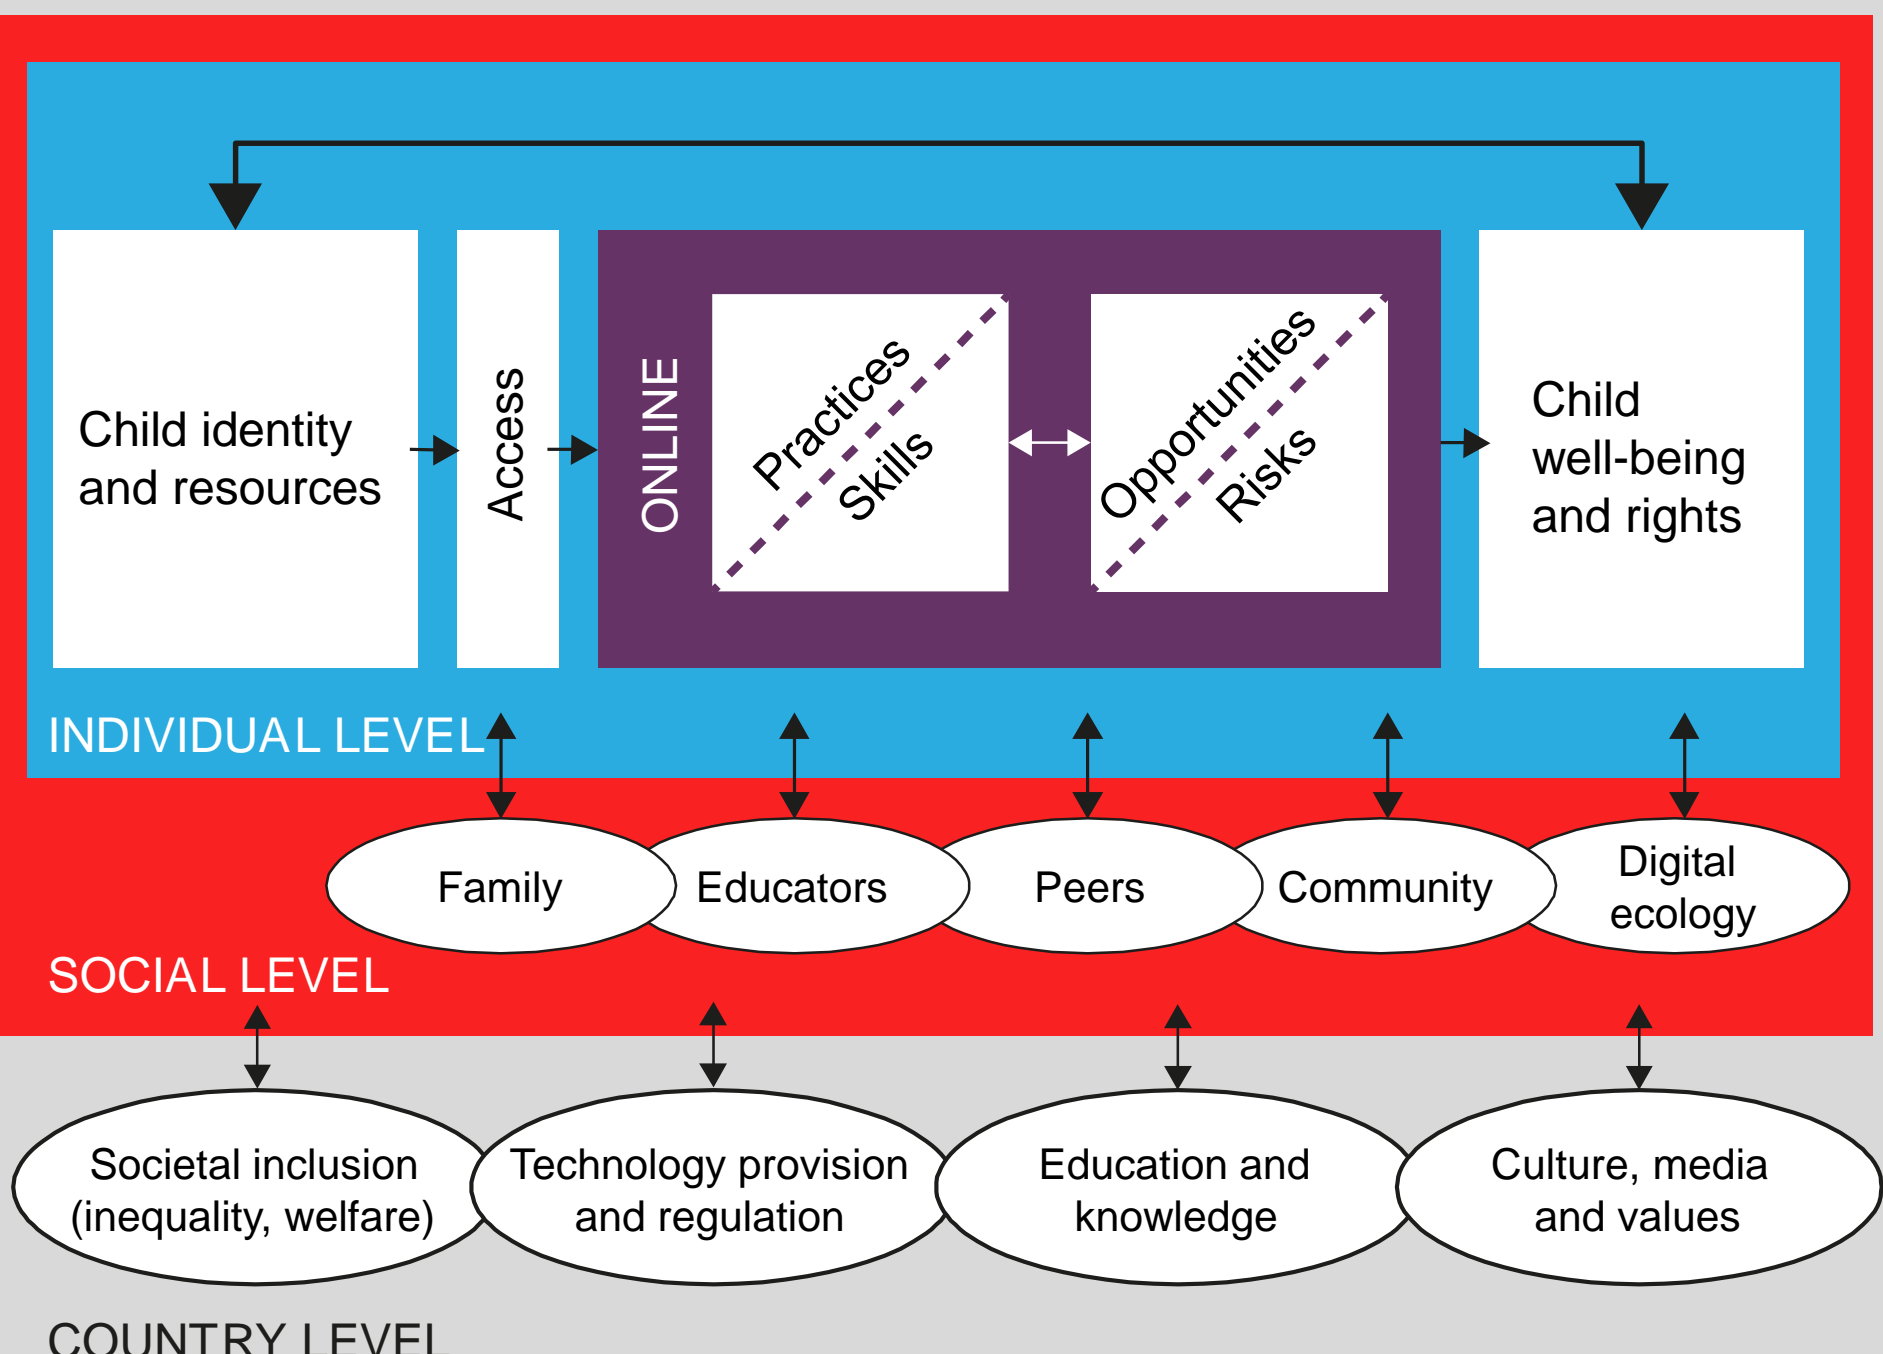 Child identity
and resources
Access
ONLINE
Practices
Skills
Opportunities
Risks
Child
well-being
and rights
INDIVIDUAL LEVEL
Family
Educators
Peers
Community
Digital
ecology
SOCIAL LEVEL
Societal inclusion
(inequality, welfare)
Technology provision
and regulation
Education and
knowledge
Culture, media
and values
COUNTRY LEVEL